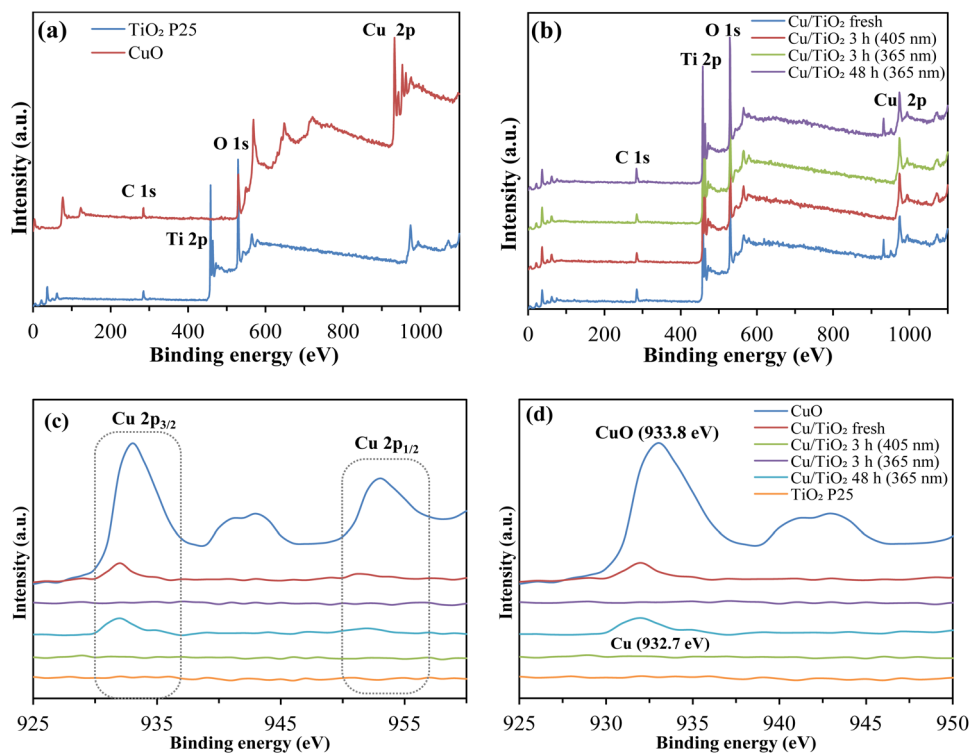 (a)
TiO₂ P25
CuO
Cu 2p
O 1s
C 1s
Ti 2p
Intensity (a.u.)
0 200 400 600 800 1000
Binding energy (eV)
(b)
Cu/TiO₂ fresh
Cu/TiO₂ 3 h (405 nm)
Cu/TiO₂ 3 h (365 nm)
Cu/TiO₂ 48 h (365 nm)
O 1s
Ti 2p
Cu 2p
C 1s
Intensity (a.u.)
0 200 400 600 800 1000
Binding energy (eV)
(c)
Cu 2p₃/₂
Cu 2p₁/₂
Intensity (a.u.)
925 935 945 955
Binding energy (eV)
(d)
CuO
Cu/TiO₂ fresh
Cu/TiO₂ 3 h (405 nm)
Cu/TiO₂ 3 h (365 nm)
Cu/TiO₂ 48 h (365 nm)
TiO₂ P25
CuO (933.8 eV)
Cu (932.7 eV)
Intensity (a.u.)
925 930 935 940 945 950
Binding energy (eV)